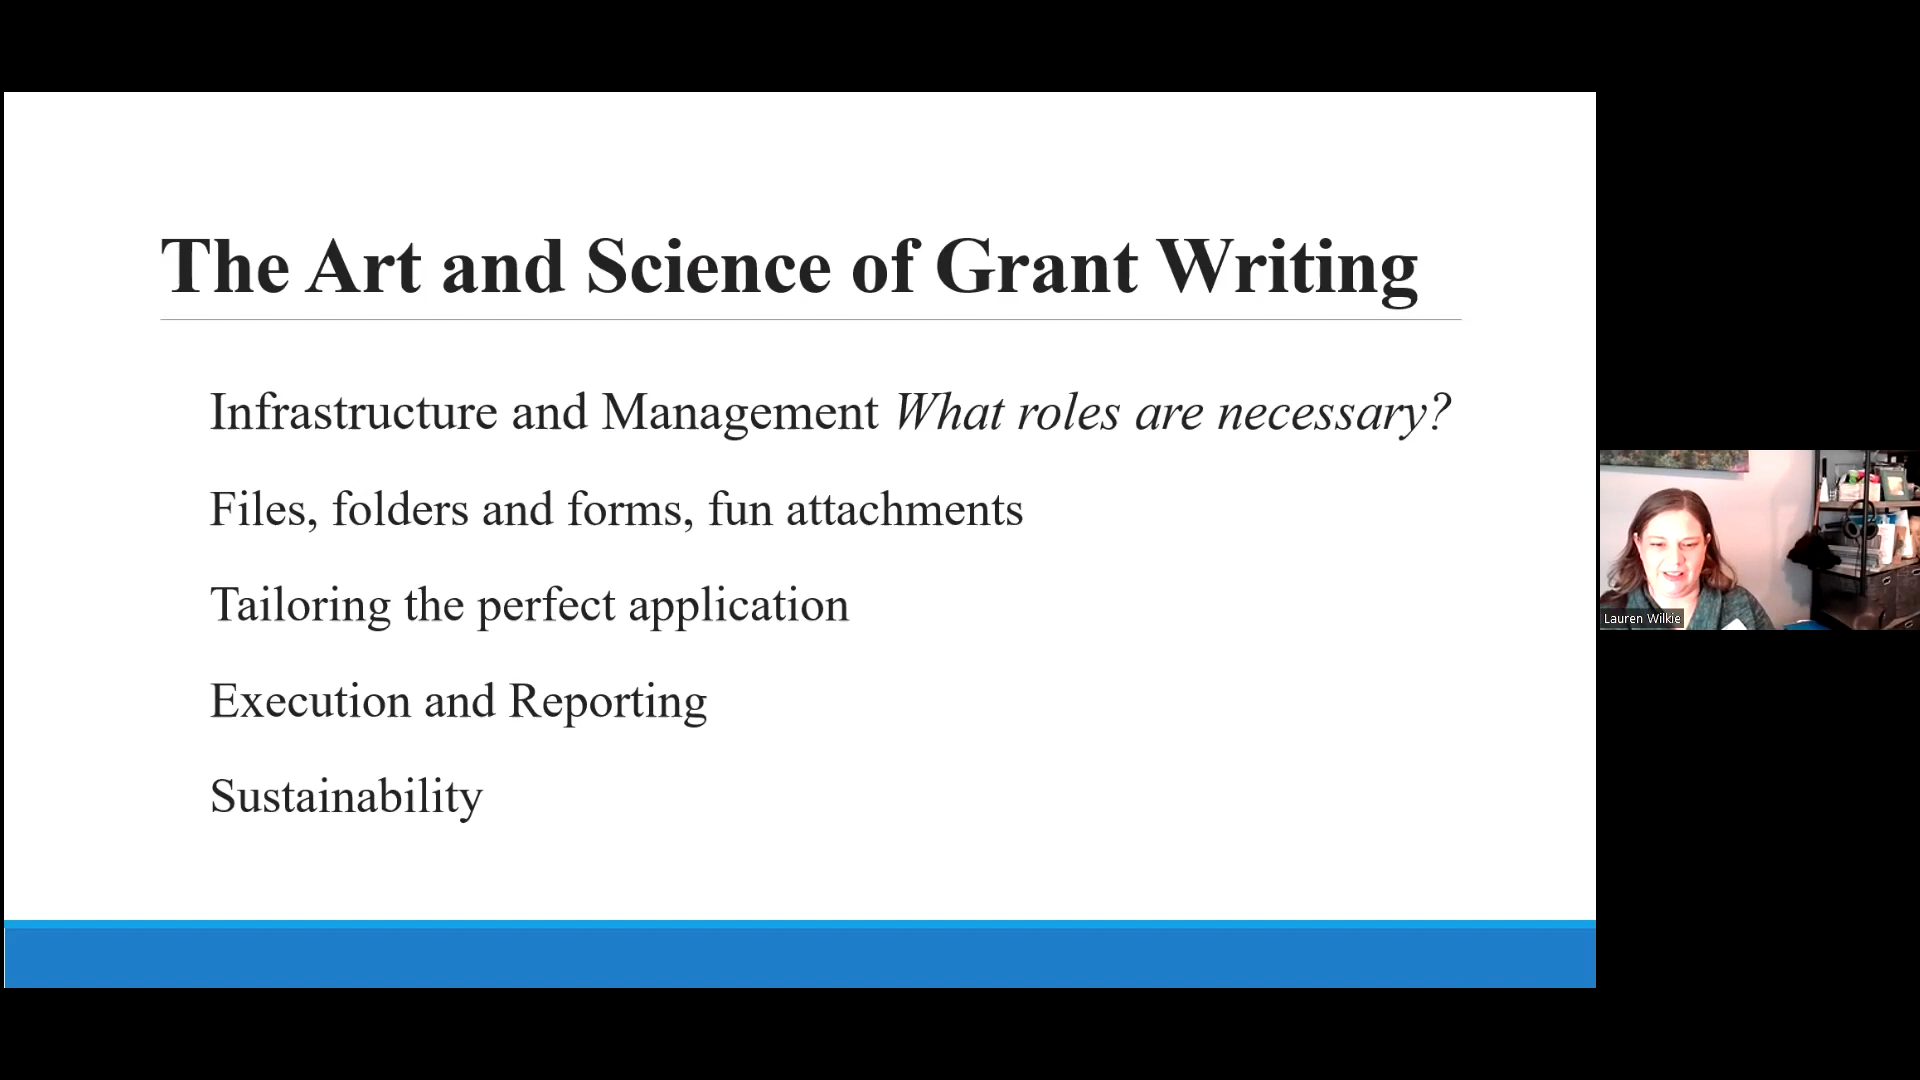 The Art and Science of Grant Writing
Infrastructure and Management What roles are necessary?
Files, folders and forms, fun attachments
Tailoring the perfect application
Execution and Reporting
Sustainability
Lauren Wilkie